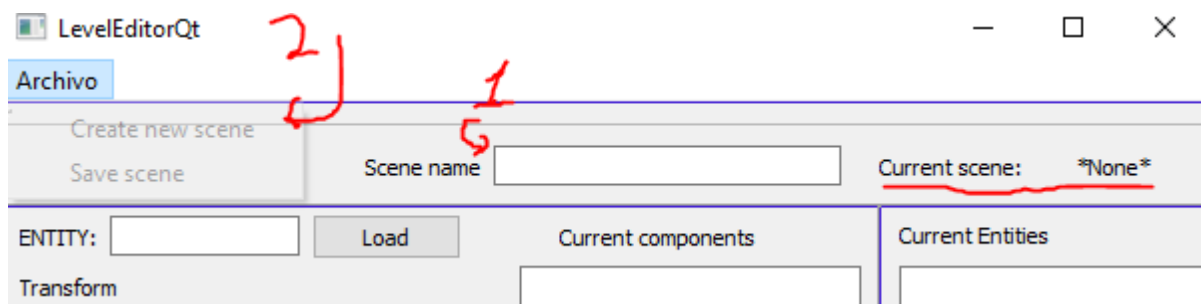 LevelEditorQt
2
Archivo
1
Create new scene
Save scene
Scene name
Current scene: *None*
ENTITY:
Load
Current components
Current Entities
Transform